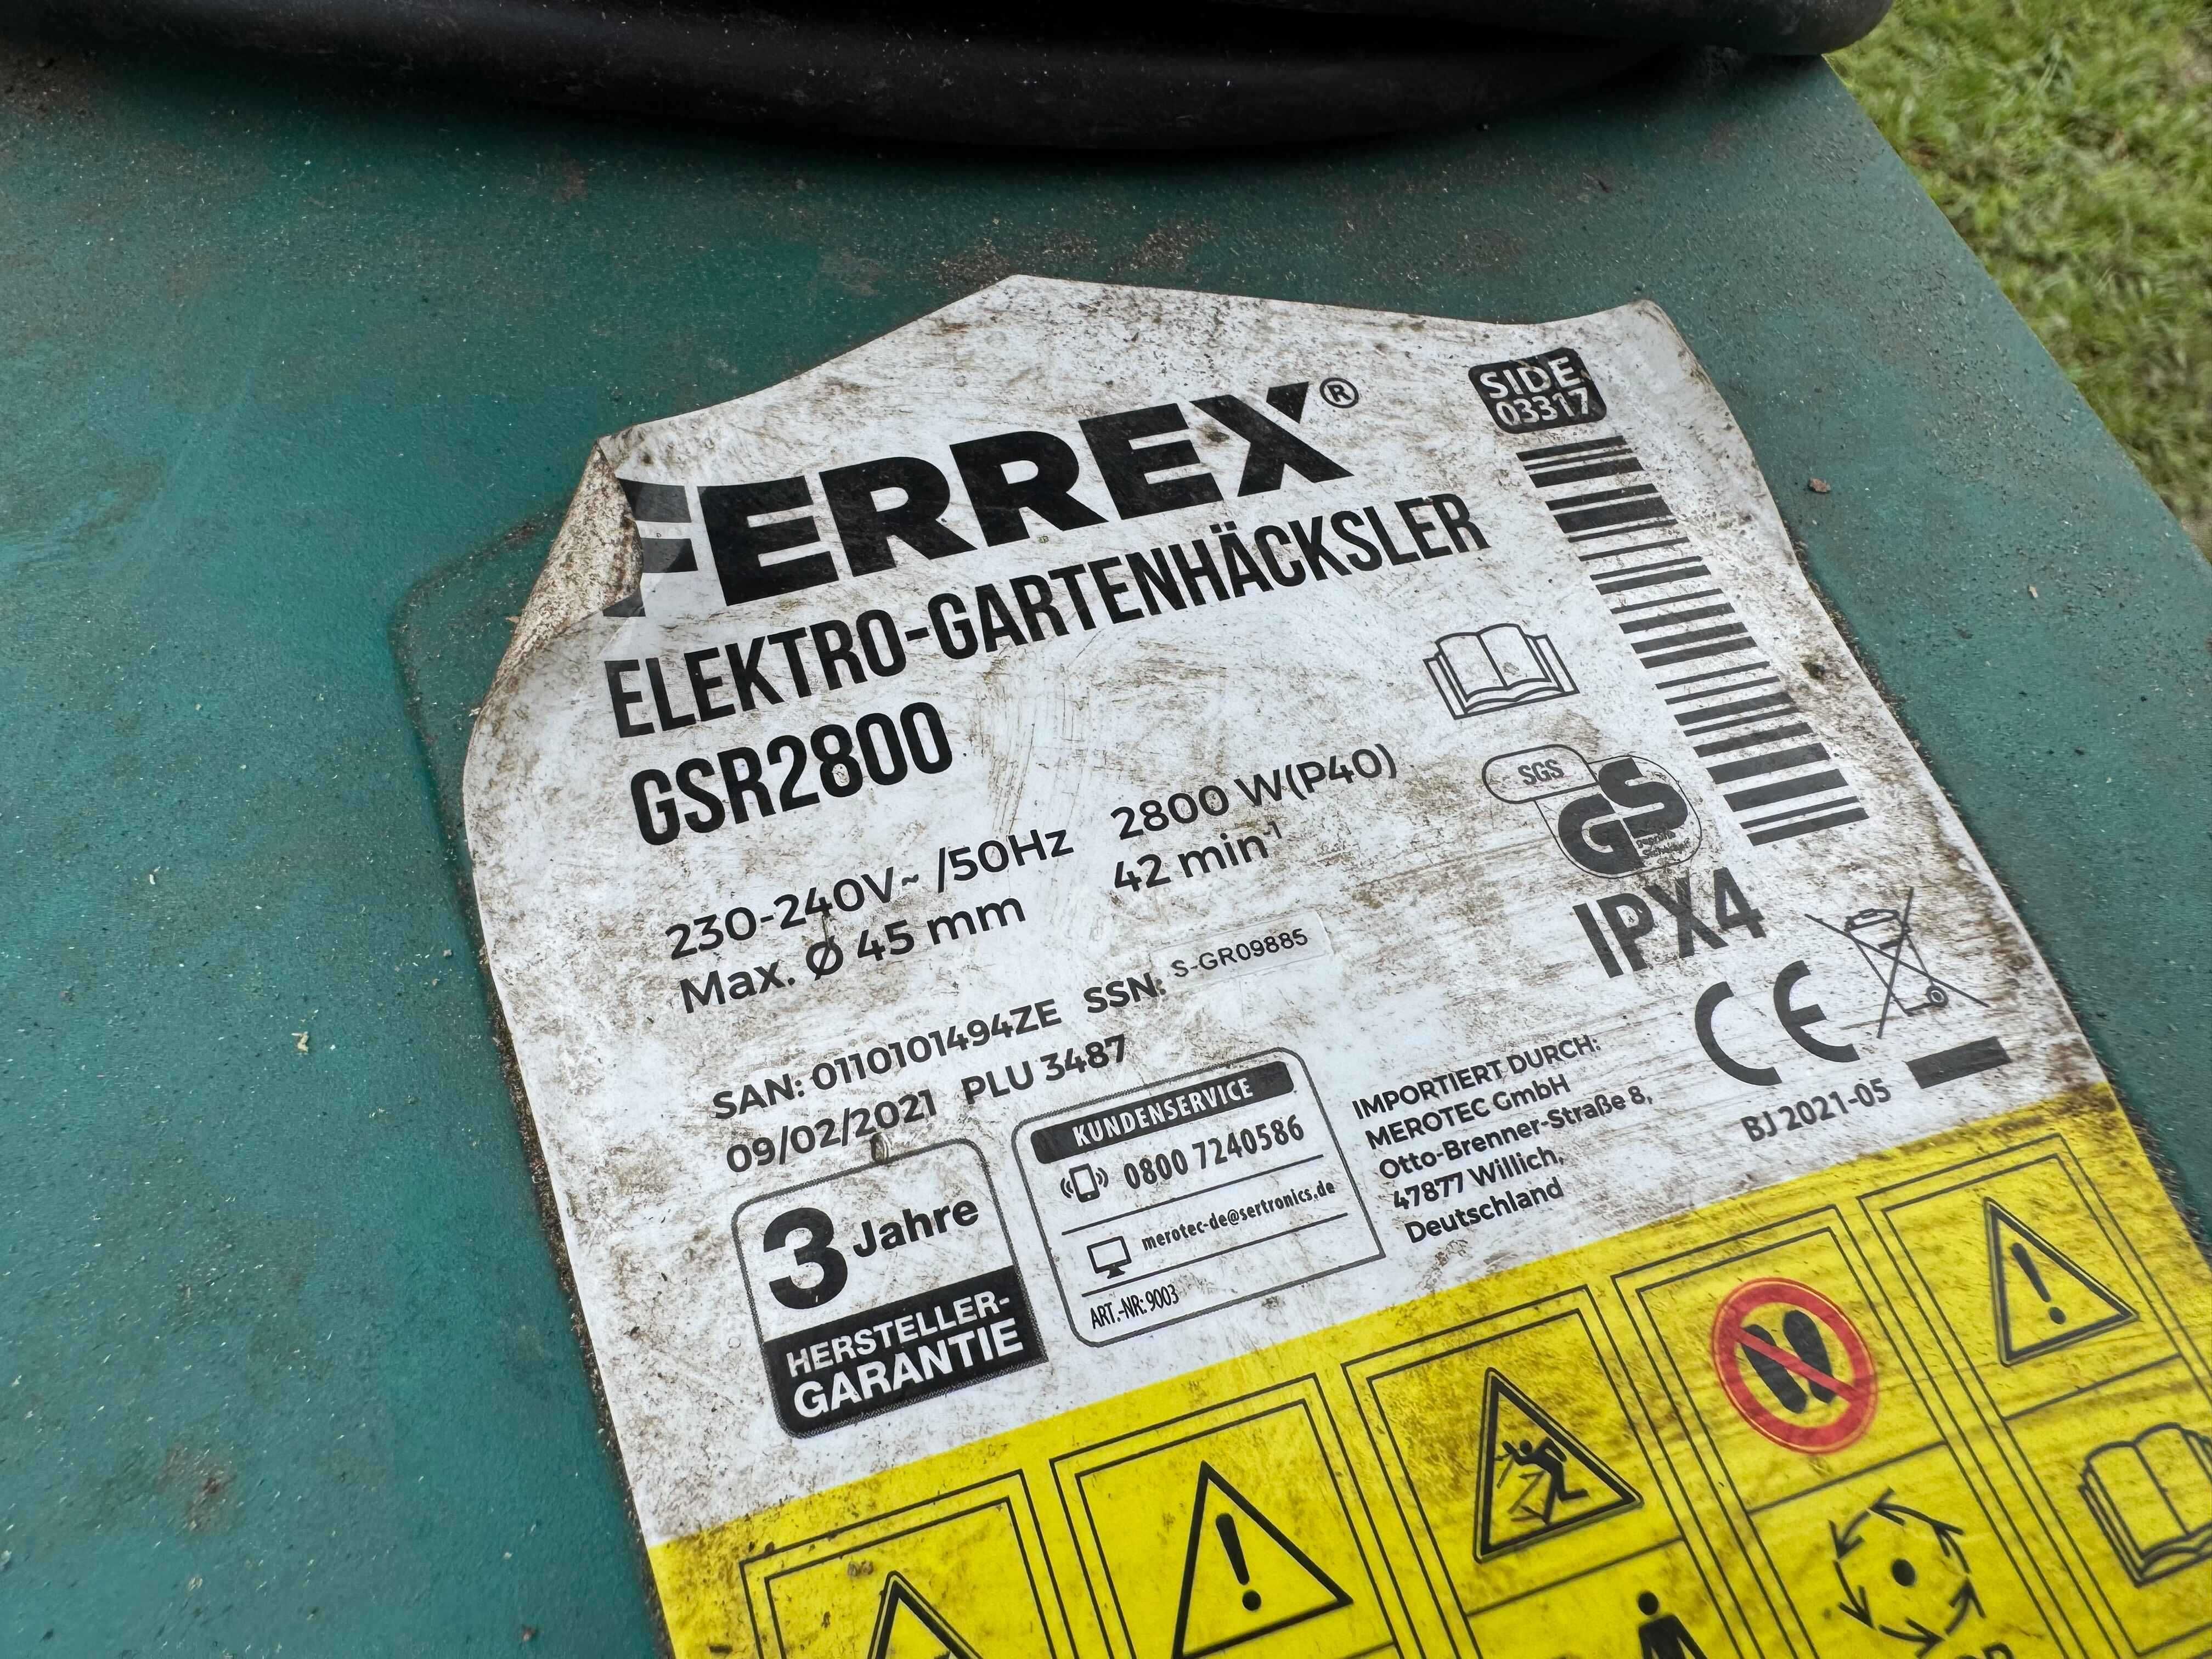 FERREX®
SIDE
03317
ELEKTRO-GARTENHÄCKSLER
GSR2800
230-240V~ /50Hz 2800 W(P40)
Max. Ø 45 mm 42 min⁻¹
SGS
GS
IPX4
SAN: 0110101494ZE SSN: S-GR09885
09/02/2021 PLU 3487
CE
BJ 2021-05
3 Jahre
HERSTELLER-
GARANTIE
KUNDENSERVICE
0800 7240586
merotec-de@sertronics.de
ART.-NR: 9003
IMPORTIERT DURCH:
MEROTEC GmbH
Otto-Brenner-Straße 8,
47877 Willich,
Deutschland